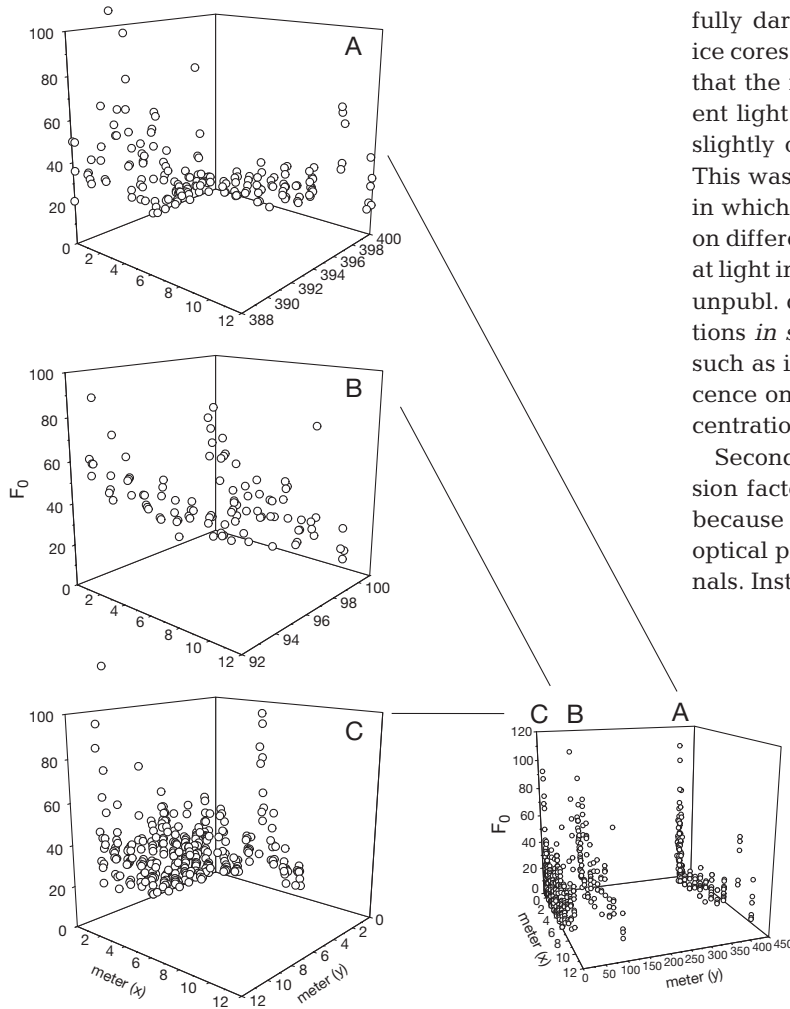 100
80
60
40
20
0
2
4
6
8
10
12
388
390
392
394
396
398
400
A
100
80
60
40
20
0
2
4
6
8
10
12
92
94
96
98
100
B
F0
100
80
60
40
20
0
2
4
6
8
10
12
12
10
8
6
4
2
0
C
meter (x)
meter (y)
C B A
120
100
80
60
40
20
0
F0
0
2
4
6
8
10
12
meter (x)
0 50 100 150 200 250 300 350 400 450
meter (y)
fully dar
ice cores
that the
ent light
slightly o
This was
in which
on differe
at light in
unpubl.
tions in s
such as i
cence on
centratio
Second
sion facto
because
optical p
nals. Inst